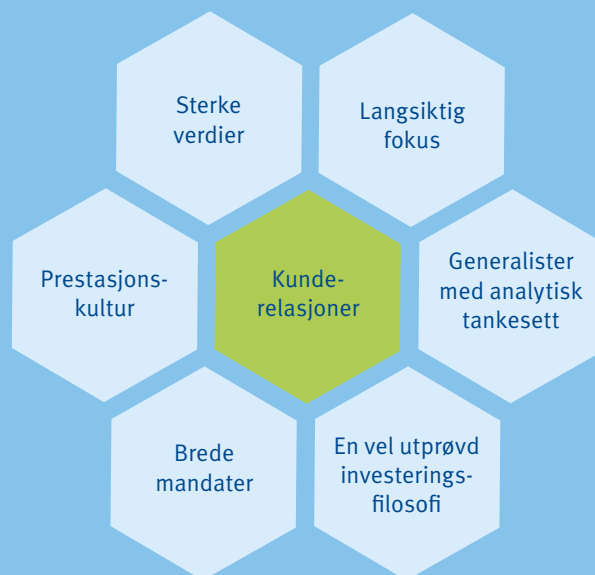 Sterke
verdier
Langsiktig
fokus
Prestasjons-
kultur
Kunde-
relasjoner
Generalister
med analytisk
tankesett
Brede
mandater
En vel utprøvd
investerings-
filosofi